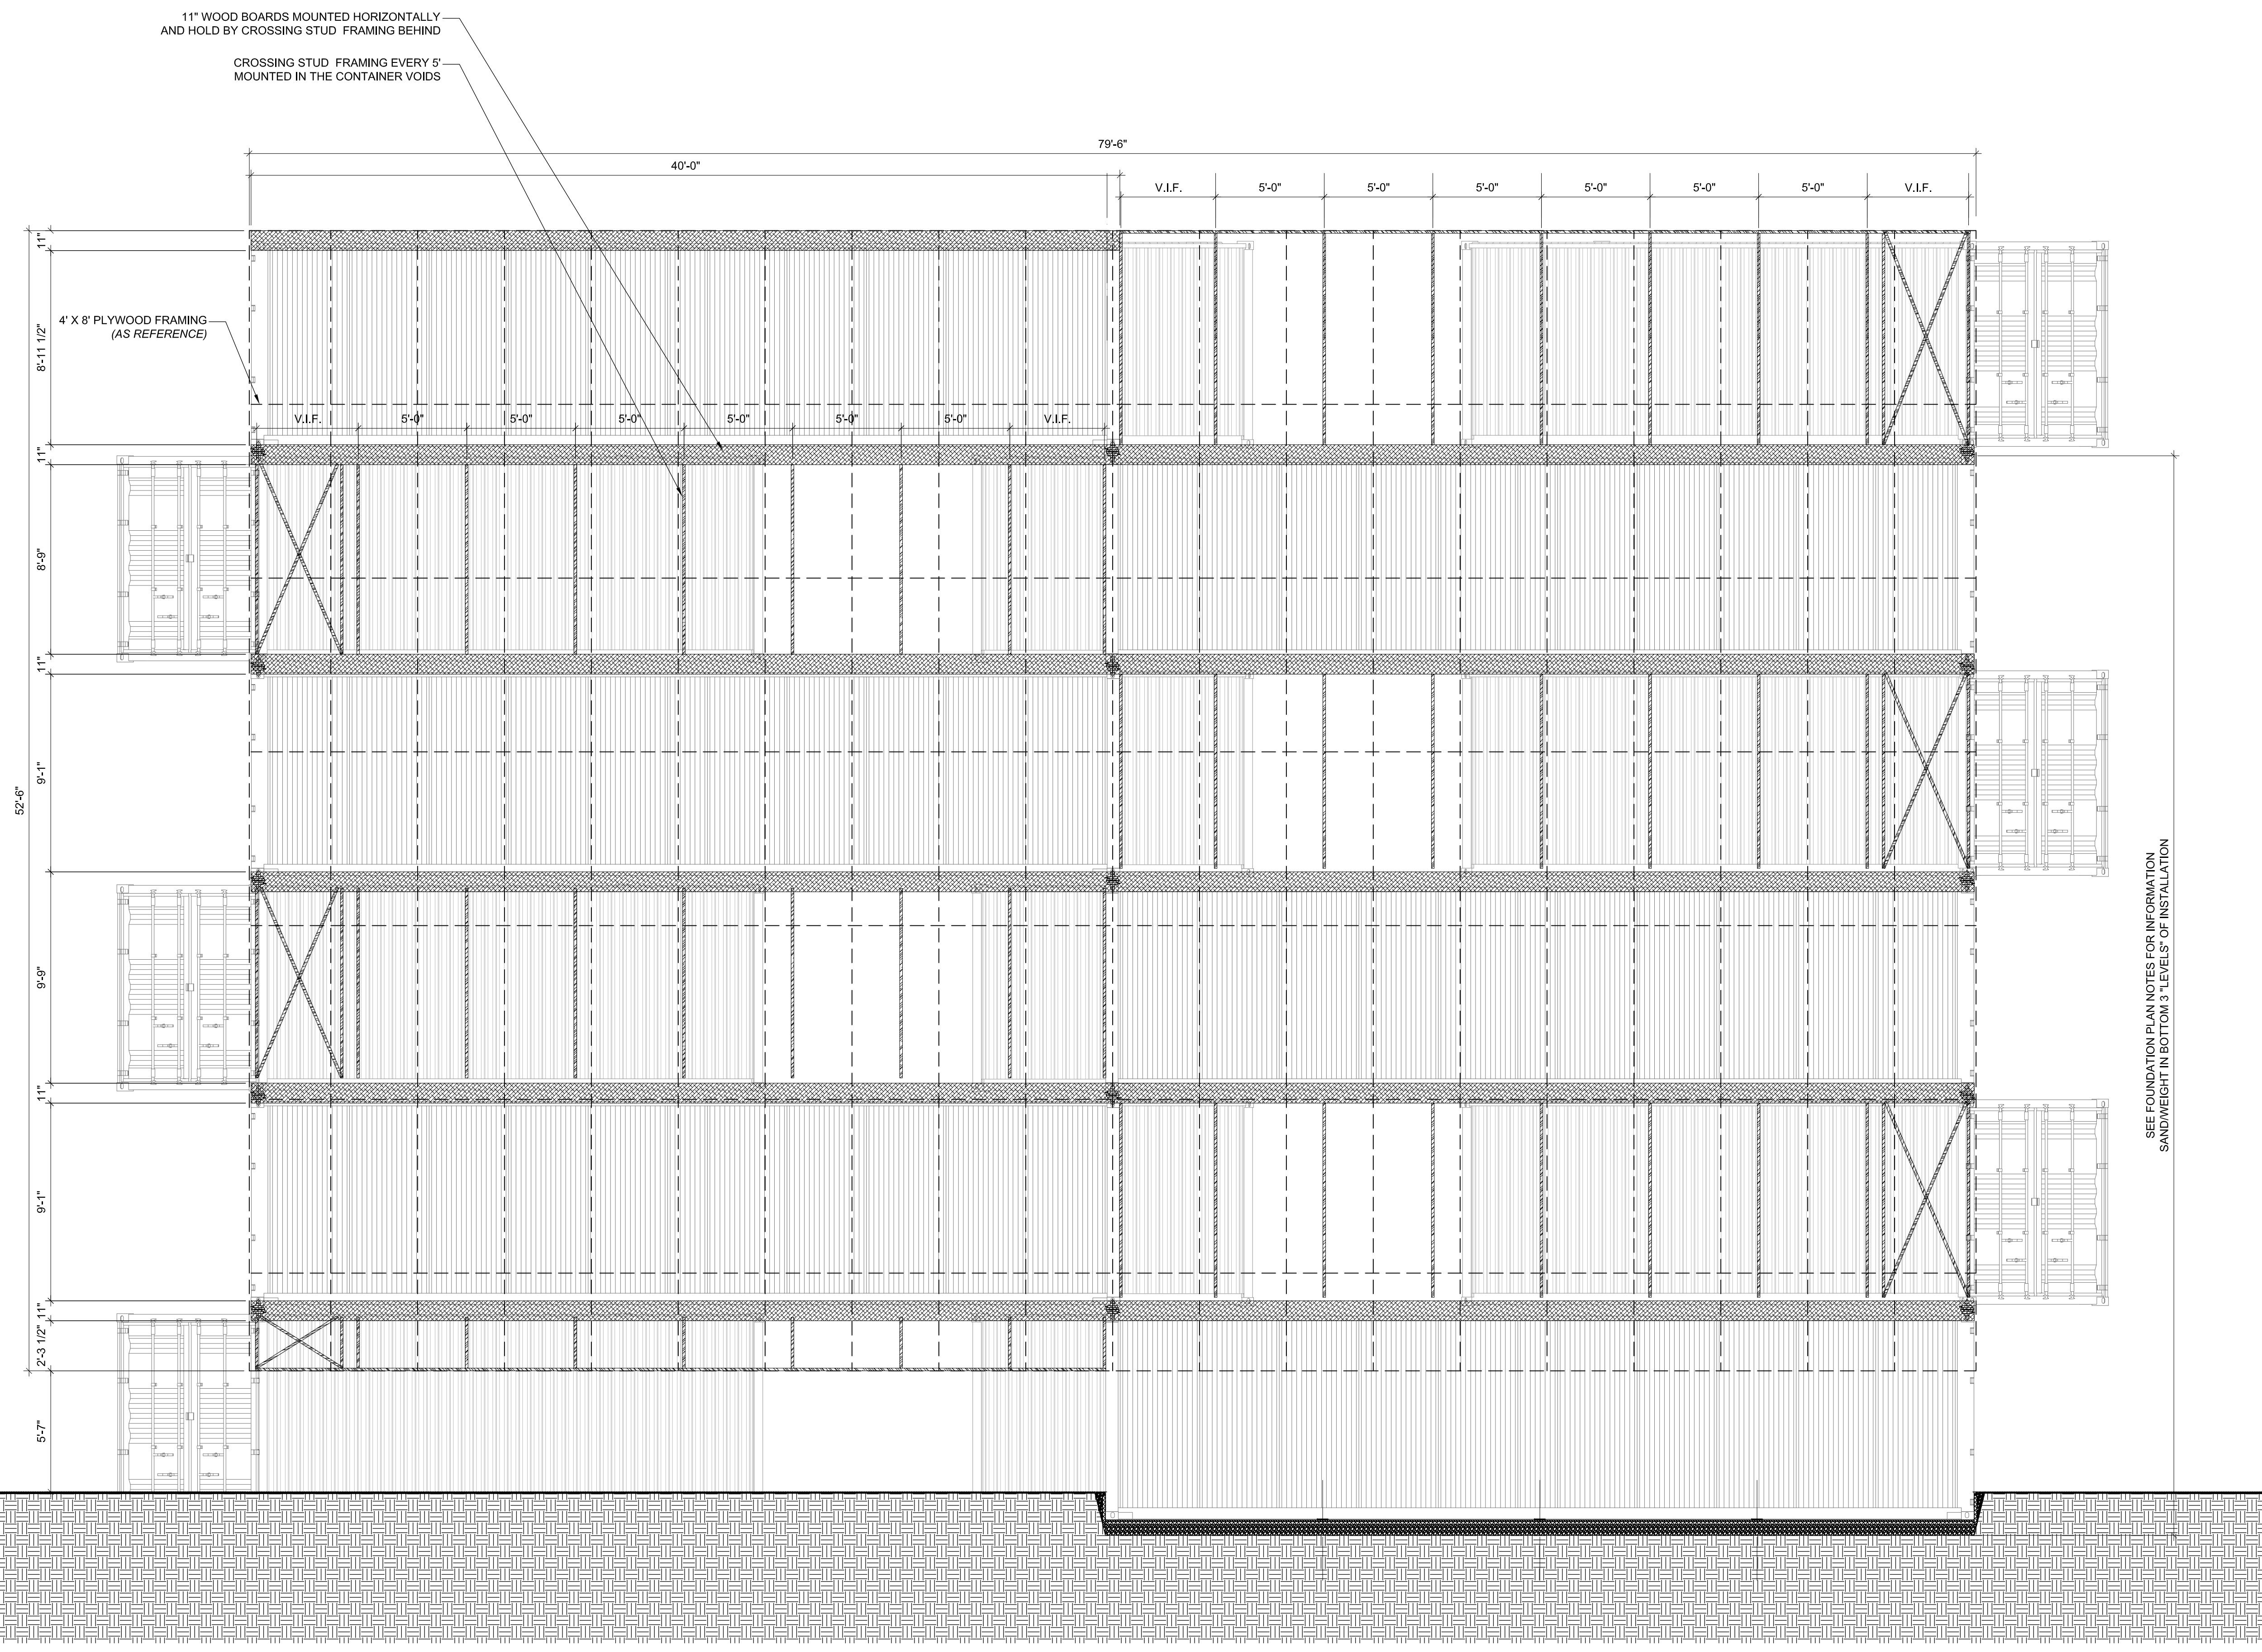 11" WOOD BOARDS MOUNTED HORIZONTALLY
AND HOLD BY CROSSING STUD FRAMING BEHIND
CROSSING STUD FRAMING EVERY 5'
MOUNTED IN THE CONTAINER VOIDS
79'-6"
40'-0"
V.I.F.
5'-0"
5'-0"
5'-0"
5'-0"
5'-0"
5'-0"
V.I.F.
4' X 8' PLYWOOD FRAMING
(AS REFERENCE)
V.I.F.
5'-0"
5'-0"
5'-0"
5'-0"
5'-0"
5'-0"
V.I.F.
11"
8'-11 1/2"
11"
8'-9"
11"
9'-1"
9'-9"
11"
9'-1"
11"
2'-3 1/2"
5'-7"
52'-6"
SEE FOUNDATION PLAN NOTES FOR INFORMATION
SAND/WEIGHT IN BOTTOM 3 "LEVELS" OF INSTALLATION